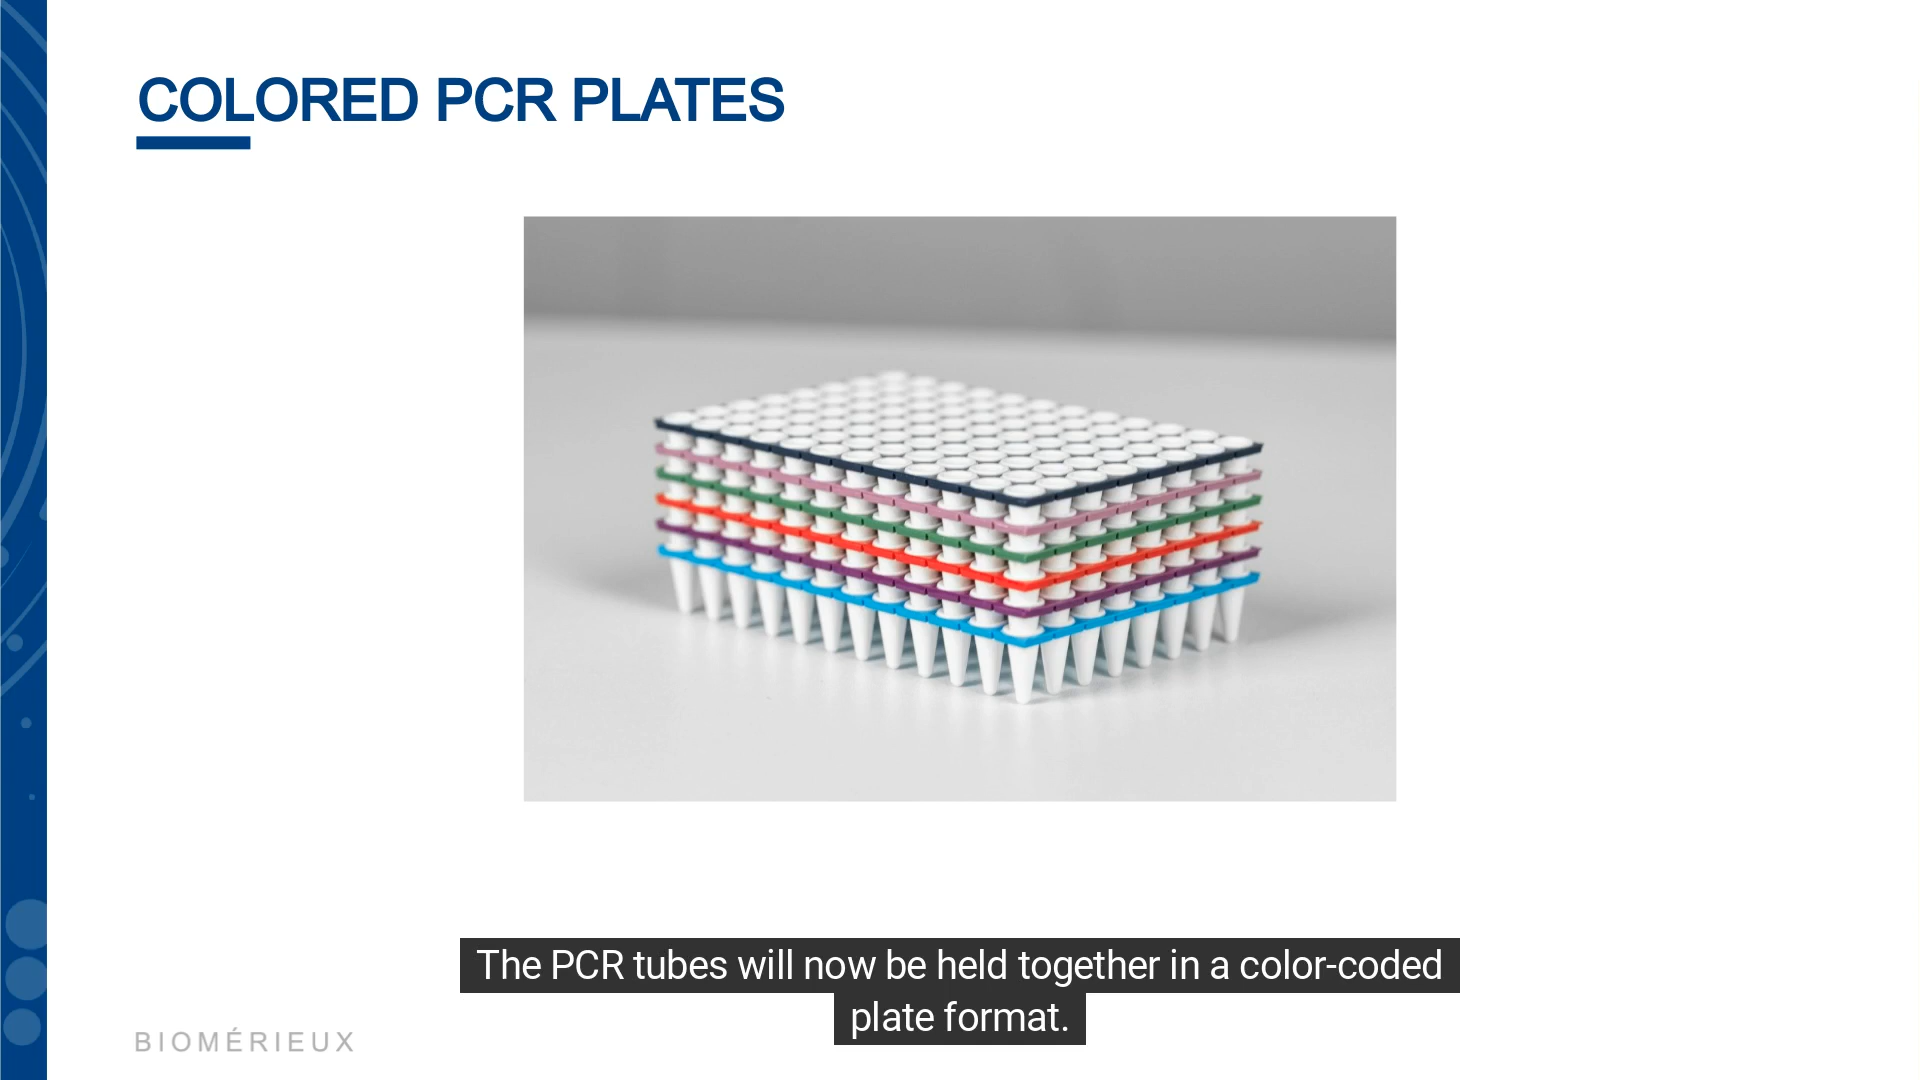 COLORED PCR PLATES
The PCR tubes will now be held together in a color-coded
plate format.
BIOMÉRIEUX